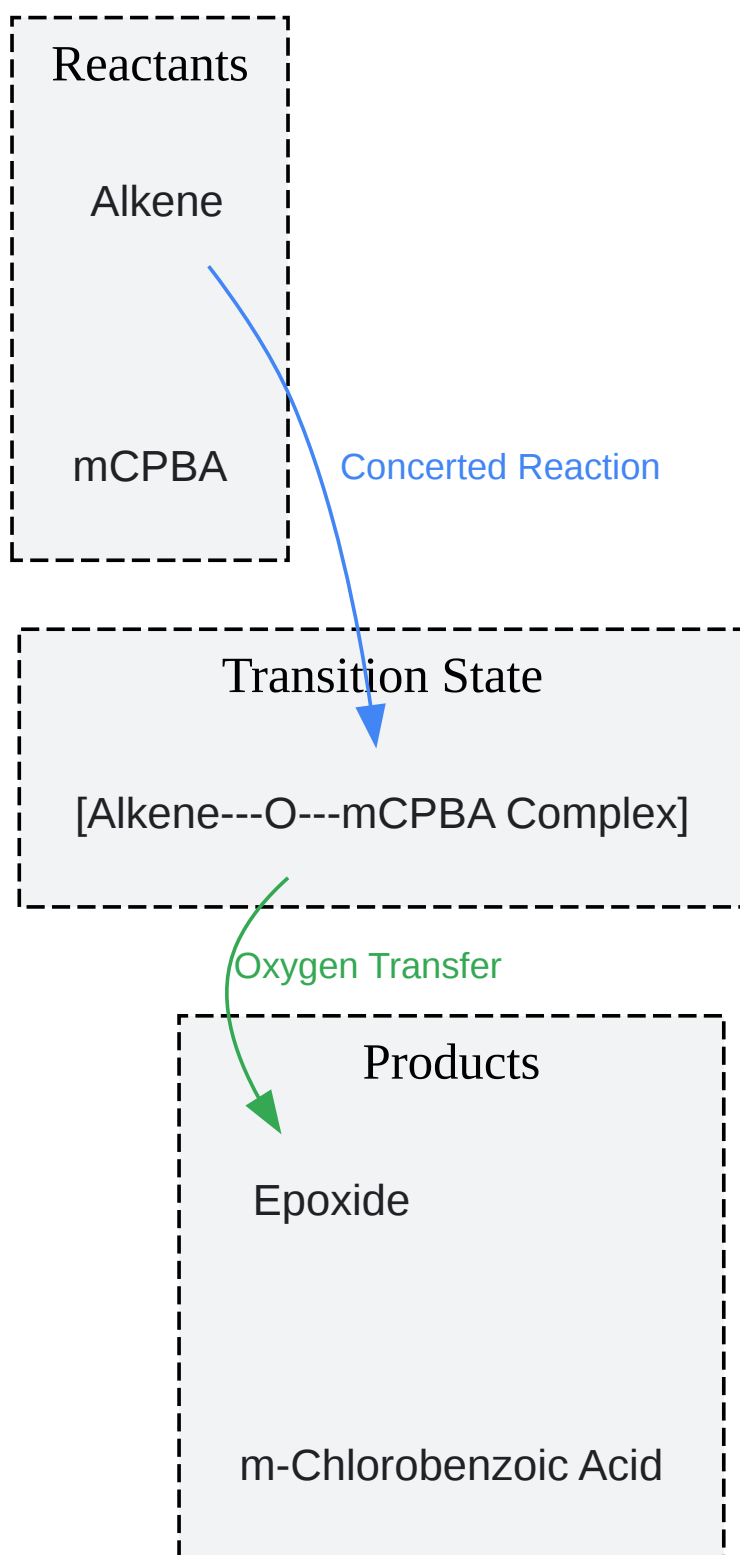 Reactants
Alkene
mCPBA
Concerted Reaction
Transition State
[Alkene---O---mCPBA Complex]
Oxygen Transfer
Products
Epoxide
m-Chlorobenzoic Acid